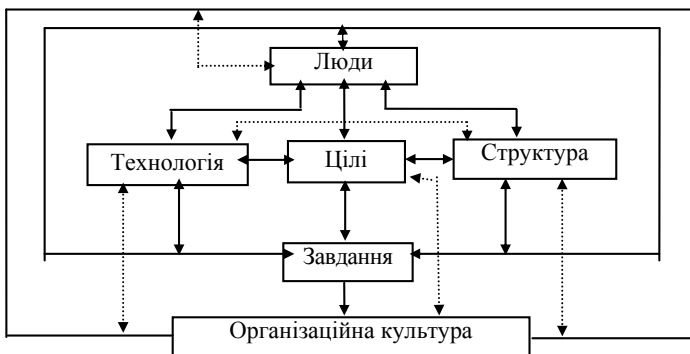 Люди
Технологія
Цілі
Структура
Завдання
Організаційна культура